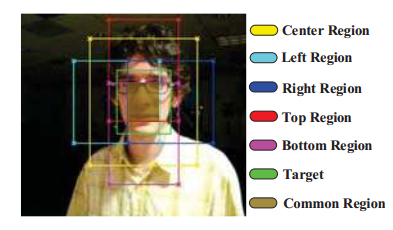 Center Region
Left Region
Right Region
Top Region
Bottom Region
Target
Common Region